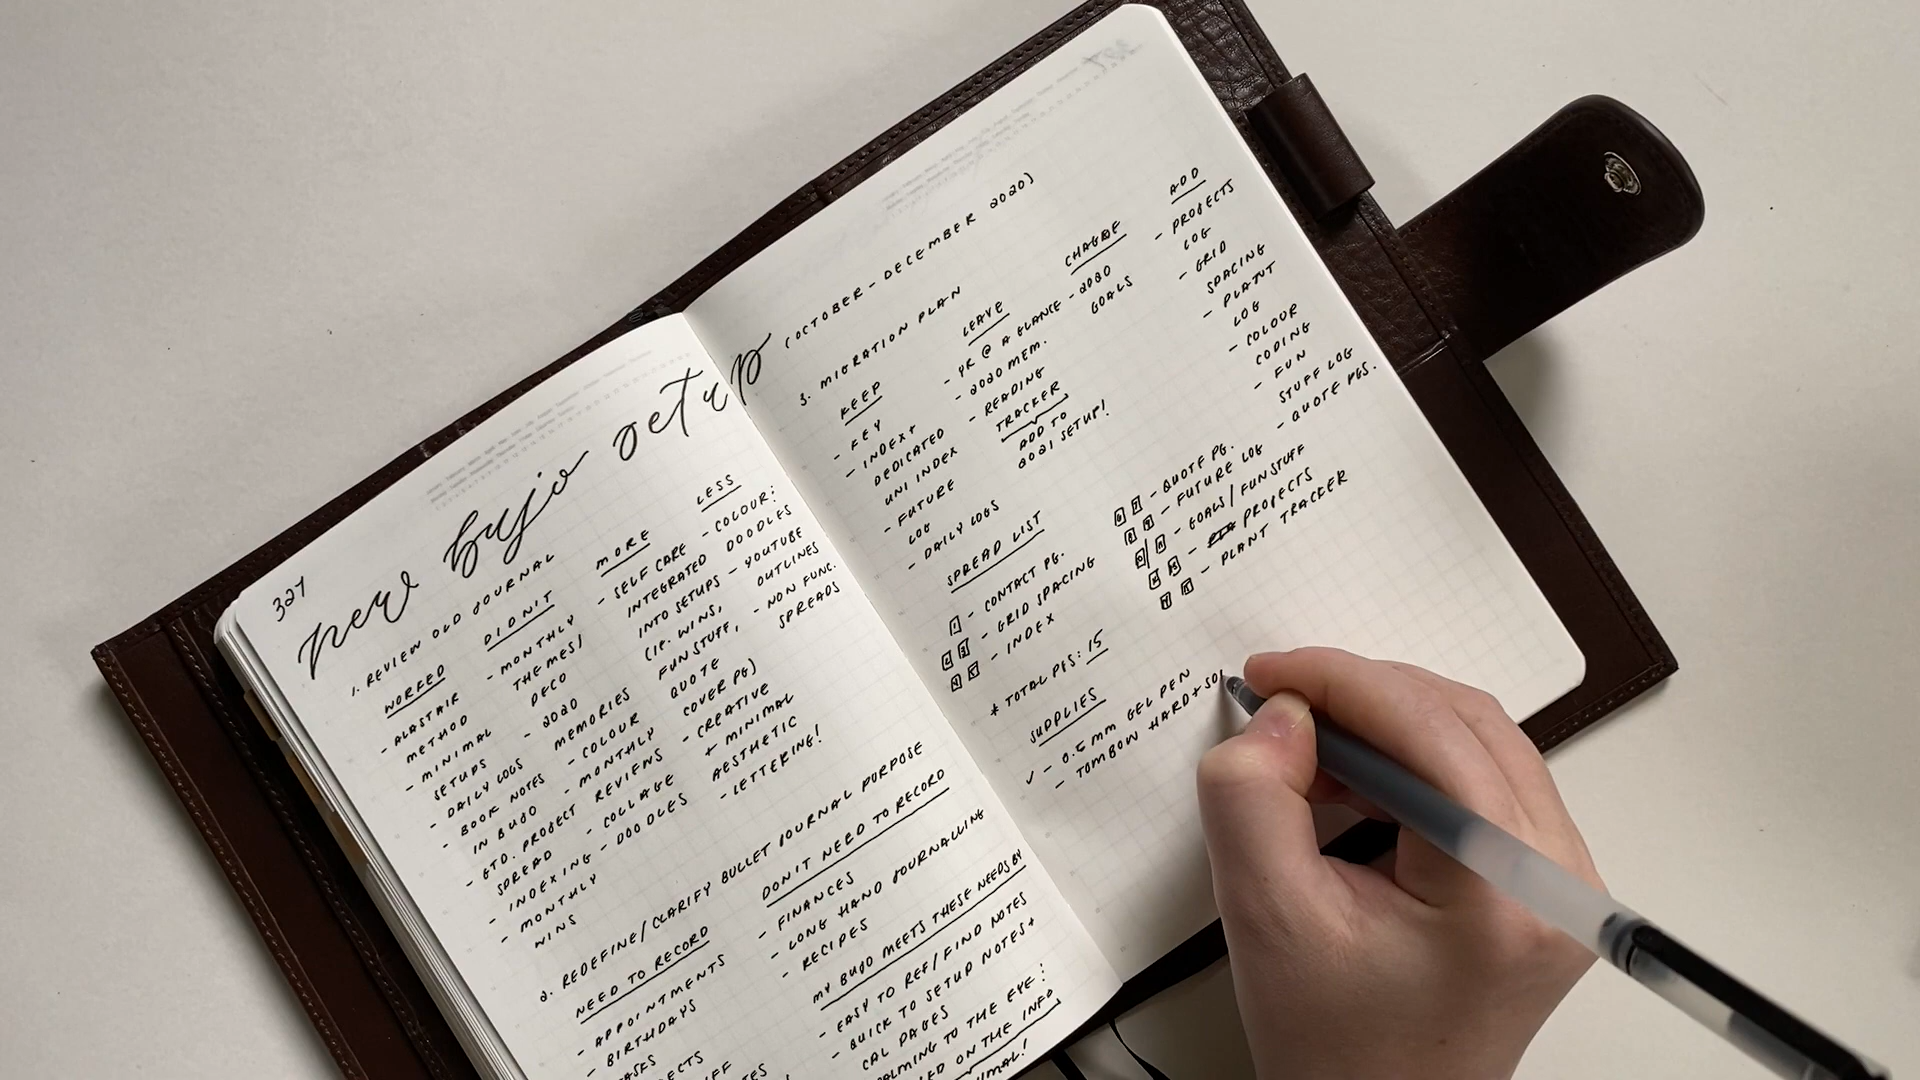 327
new bujo setup (OCTOBER - DECEMBER 2020)
1. REVIEW OLD JOURNAL
WORKED
- ALASTAIR
METHOD
- MINIMAL
SETUPS
- DAILY LOGS
- BOOK NOTES
IN BUJO
- GTD. PROJECT
SPREAD
- INDEXING
- MONTHLY
WINS
DIDN'T
- MONTHLY
THEMES/
DECO
- 2020
MEMORIES
- COLOUR
- MONTHLY
REVIEWS
- COLLAGE
- DOODLES
MORE
- SELF CARE
INTEGRATED
INTO SETUPS
(IE. WINS,
FUN STUFF,
QUOTE
COVER PG)
- CREATIVE
+ MINIMAL
AESTHETIC
- LETTERING!
LESS
- COLOUR:
DOODLES
- YOUTUBE
OUTLINES
- NON FUNC.
SPREADS
2. REDEFINE/CLARIFY BULLET JOURNAL PURPOSE
NEED TO RECORD
- APPOINTMENTS
- BIRTHDAYS
DON'T NEED TO RECORD
- FINANCES
- LONG HAND JOURNALLING
- RECIPES
MY BUJO MEETS THESE NEEDS BY
- EASY TO REF/FIND NOTES
- QUICK TO SETUP NOTES +
CAL PAGES
TO THE EYE:
ON THE INFO
3. MIGRATION PLAN
KEEP
- KEY
- INDEX +
DEDICATED
UNI INDEX
- FUTURE
LOG
- DAILY LOGS
LEAVE
- YR @ A GLANCE
- 2020 MEM.
- READING
TRACKER
ADD TO
2021 SETUP!
CHAGE
- 2020
GOALS
ADD
- PROJECTS
LOG
- GRID
SPACING
- PLANT
LOG
- COLOUR
CODING
- FUN
STUFF LOG
- QUOTE PGS.
SPREAD LIST
1 - CONTACT PG.
2 3 - GRID SPACING
4 5 - INDEX
6 7 - QUOTE PG.
8 9 - FUTURE LOG
10 11 - GOALS/FUN STUFF
12 13 - PROJECTS
14 15 - PLANT TRACKER
* TOTAL PGS: 15
SUPPLIES
✓ - 0.5 MM GEL PEN
- TOMBOW HARD + SO